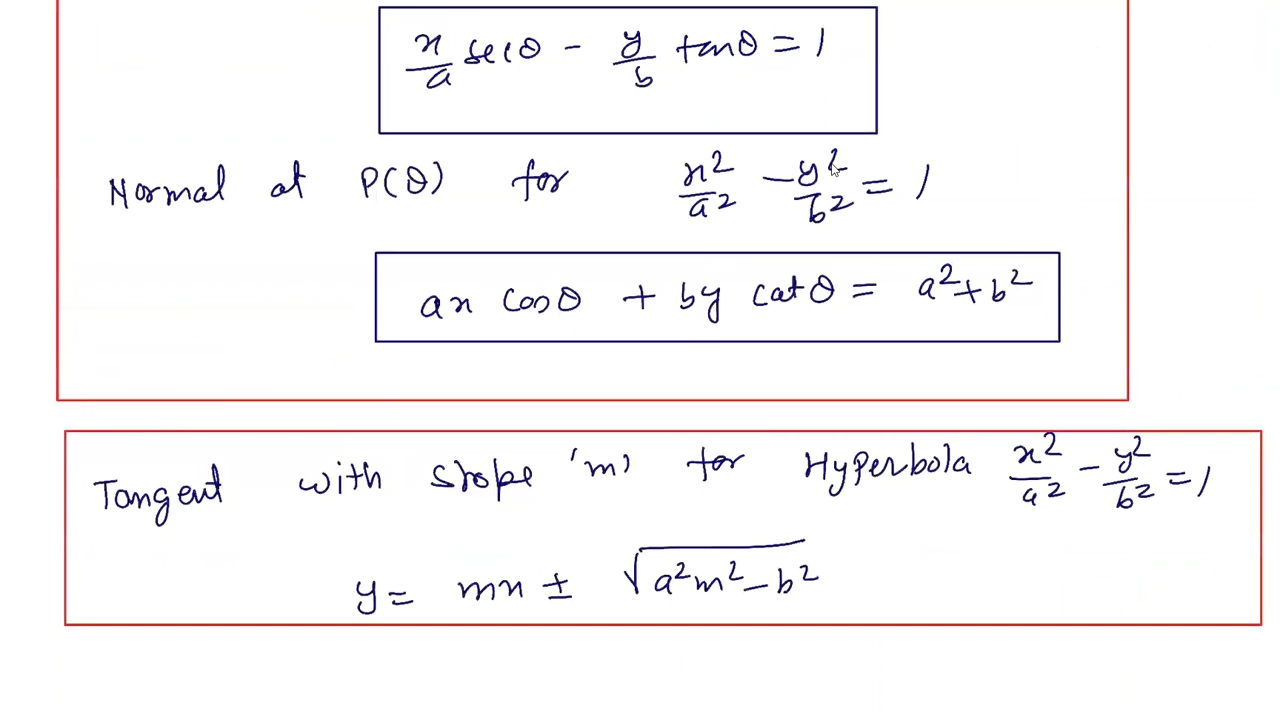 x/a secθ - y/b tanθ = 1
Normal at P(θ) for x²/a² - y²/b² = 1
ax cosθ + by cotθ = a² + b²
Tangent with slope 'm' for Hyperbola x²/a² - y²/b² = 1
y = mx ± √(a²m² - b²)